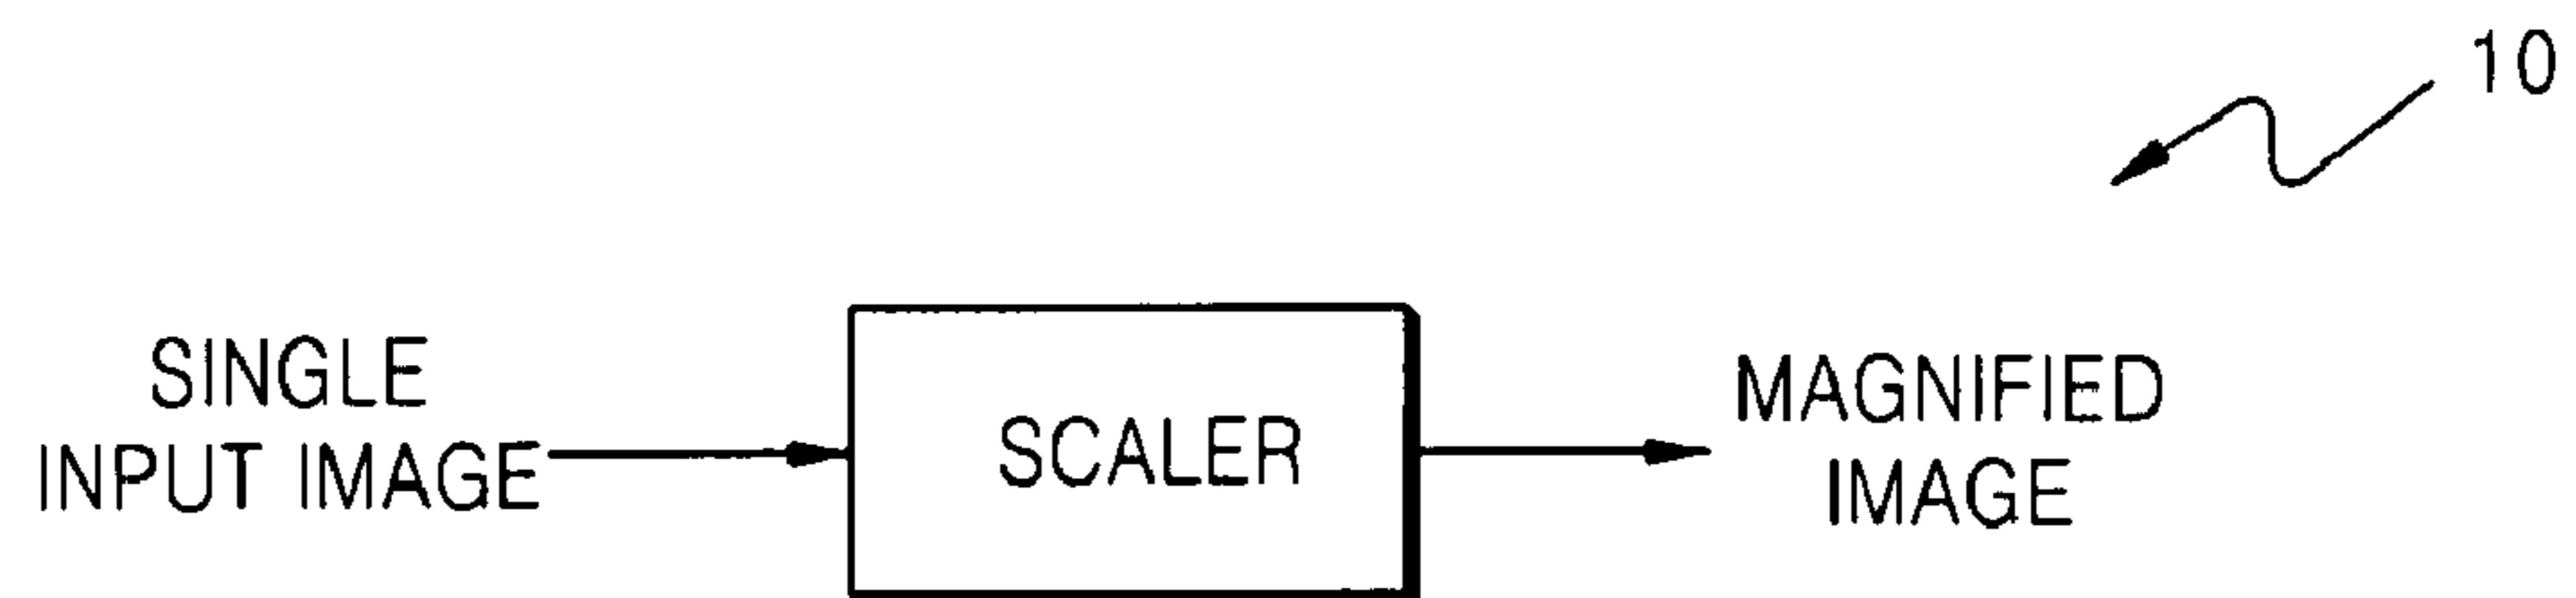 10
SINGLE
INPUT IMAGE
SCALER
MAGNIFIED
IMAGE